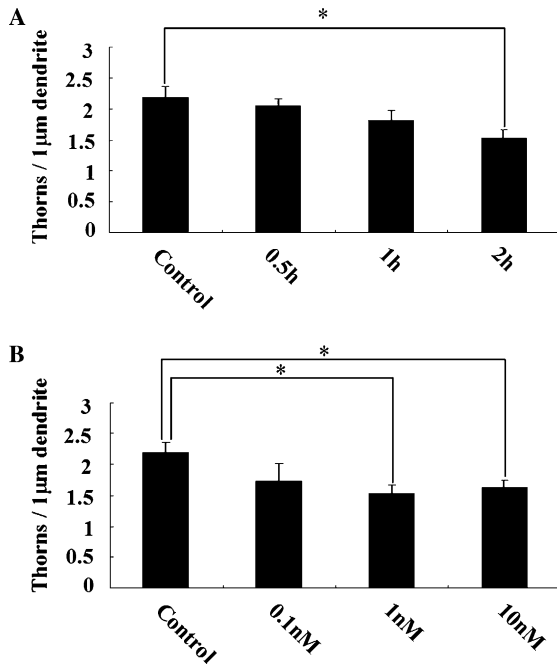 A
*
Thorns / 1μm dendrite
3
2.5
2
1.5
1
0.5
0
Control
0.5h
1h
2h
B
*
*
Thorns / 1μm dendrite
3
2.5
2
1.5
1
0.5
0
Control
0.1nM
1nM
10nM